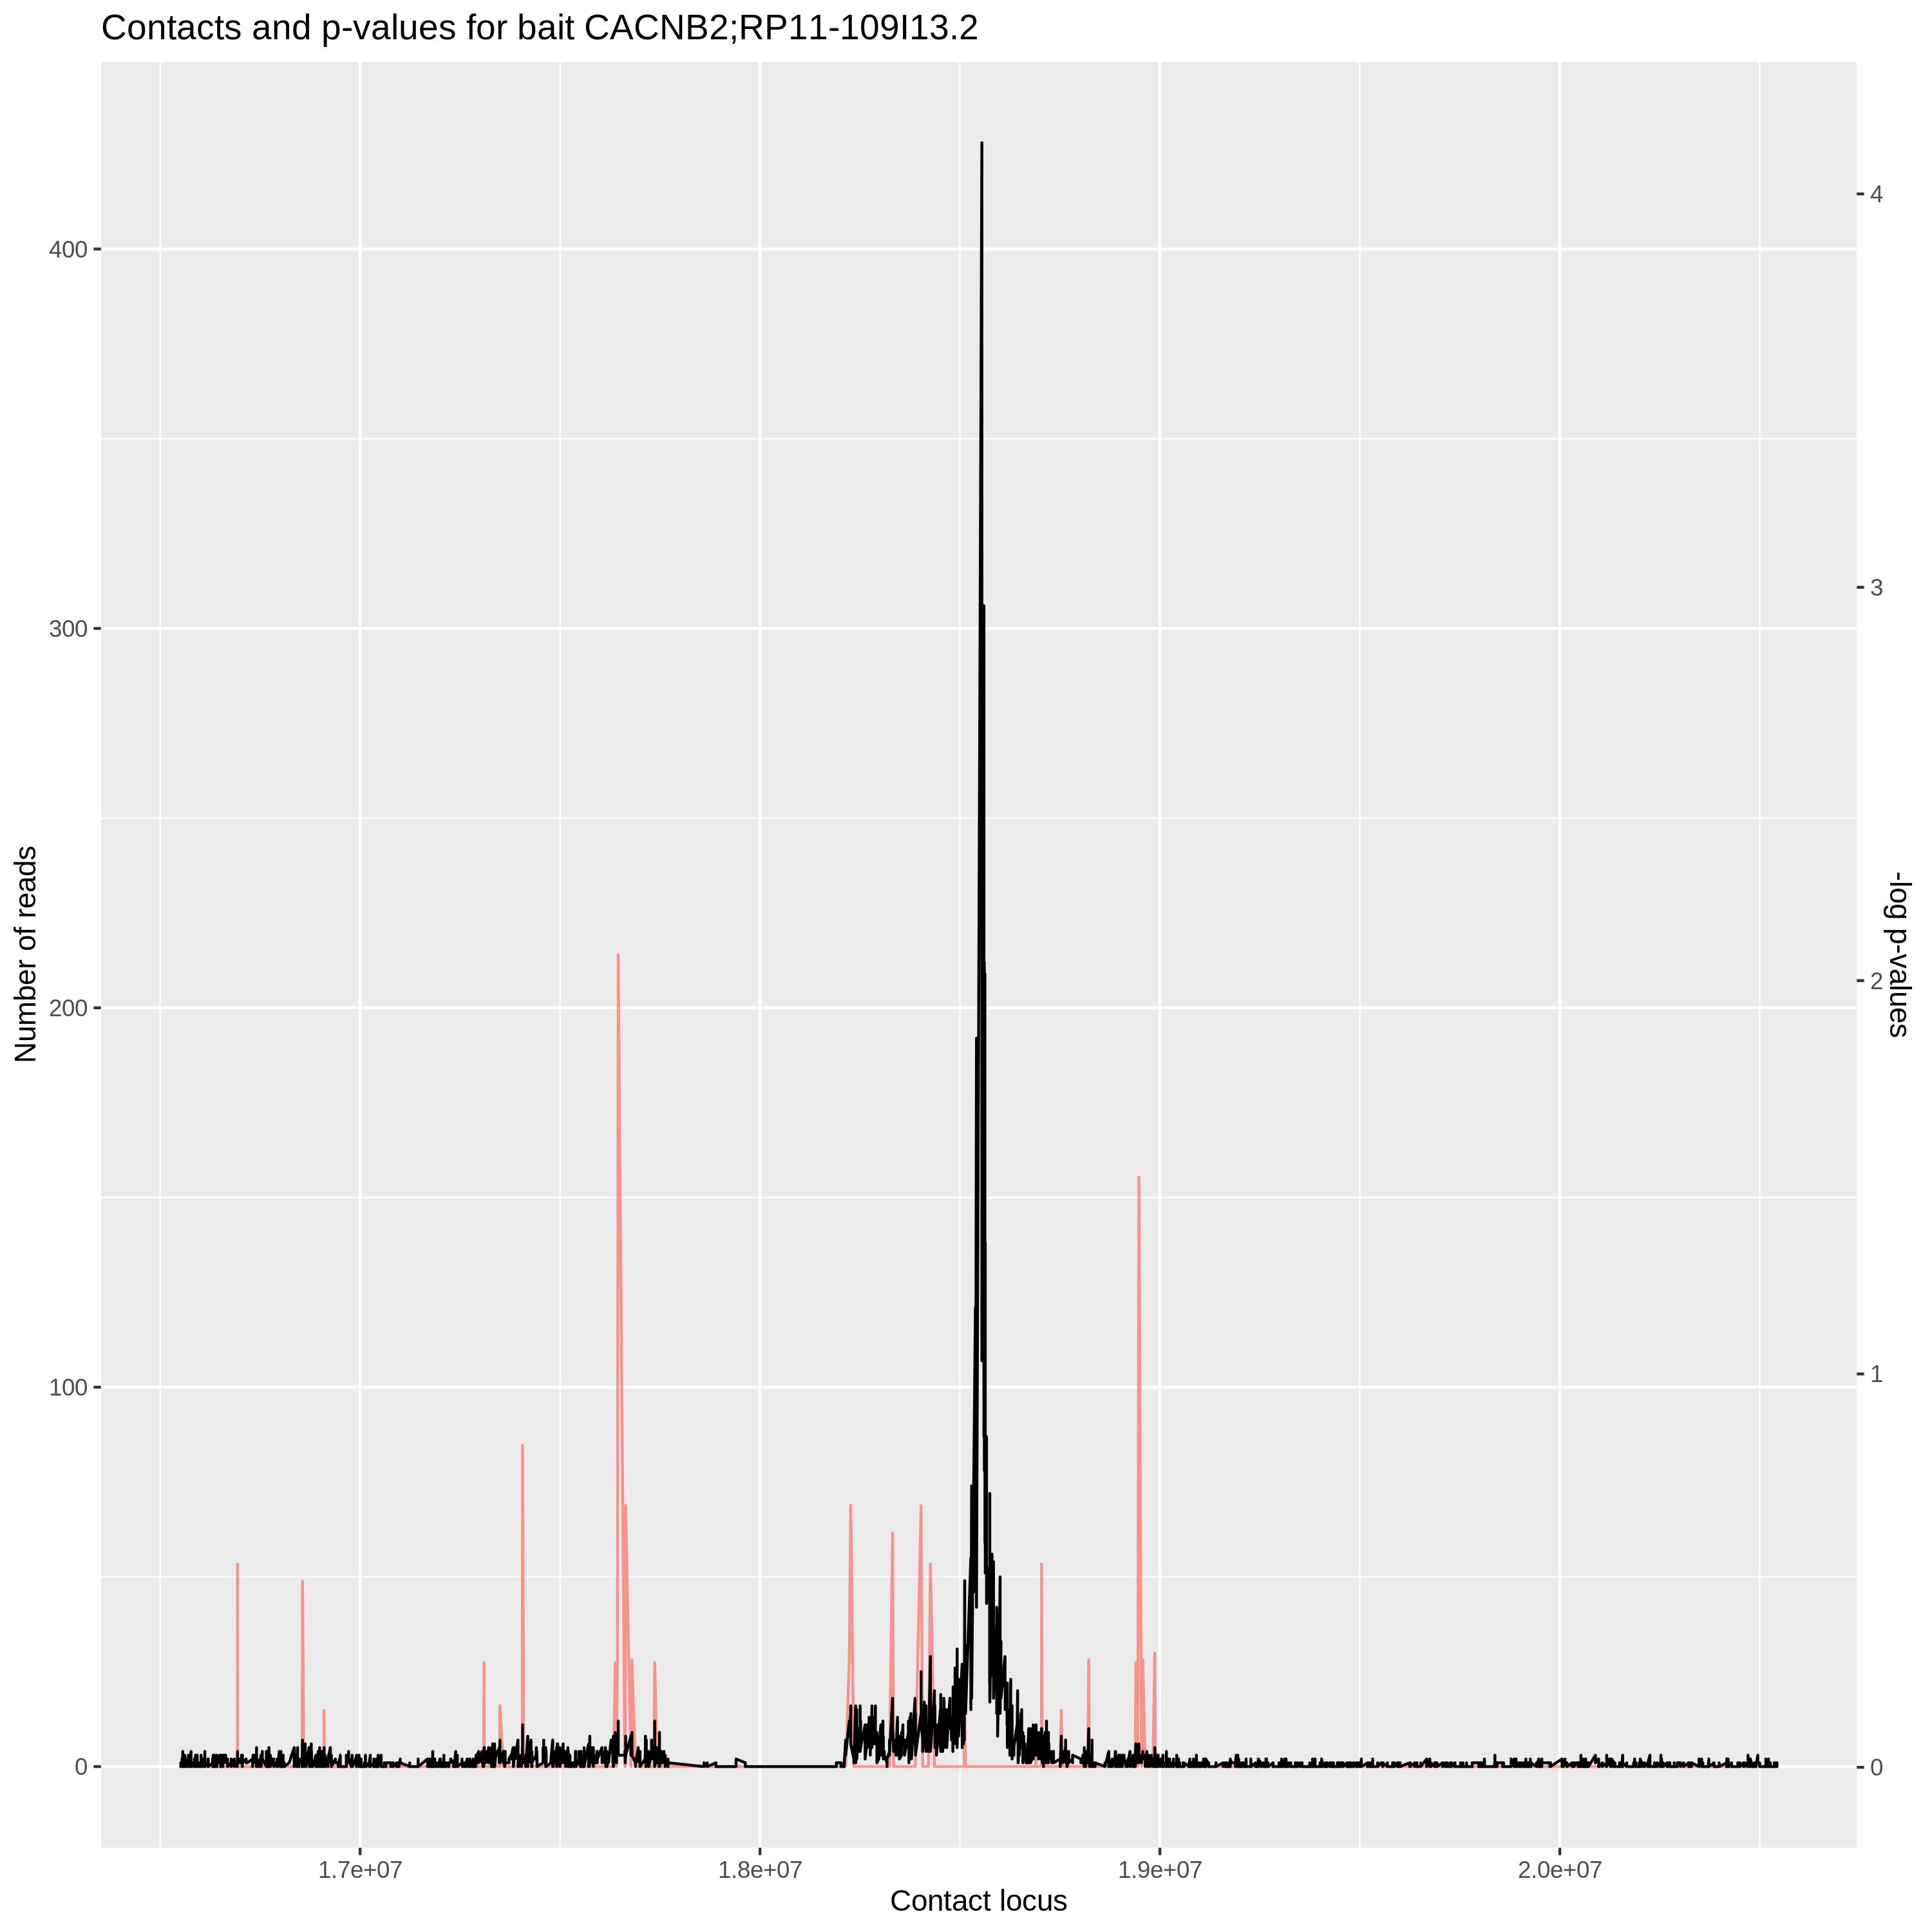 Contacts and p-values for bait CACNB2;RP11-109I13.2
Number of reads
400
300
200
100
0
4
3
2
1
0
-log p-values
1.7e+07
1.8e+07
1.9e+07
2.0e+07
Contact locus